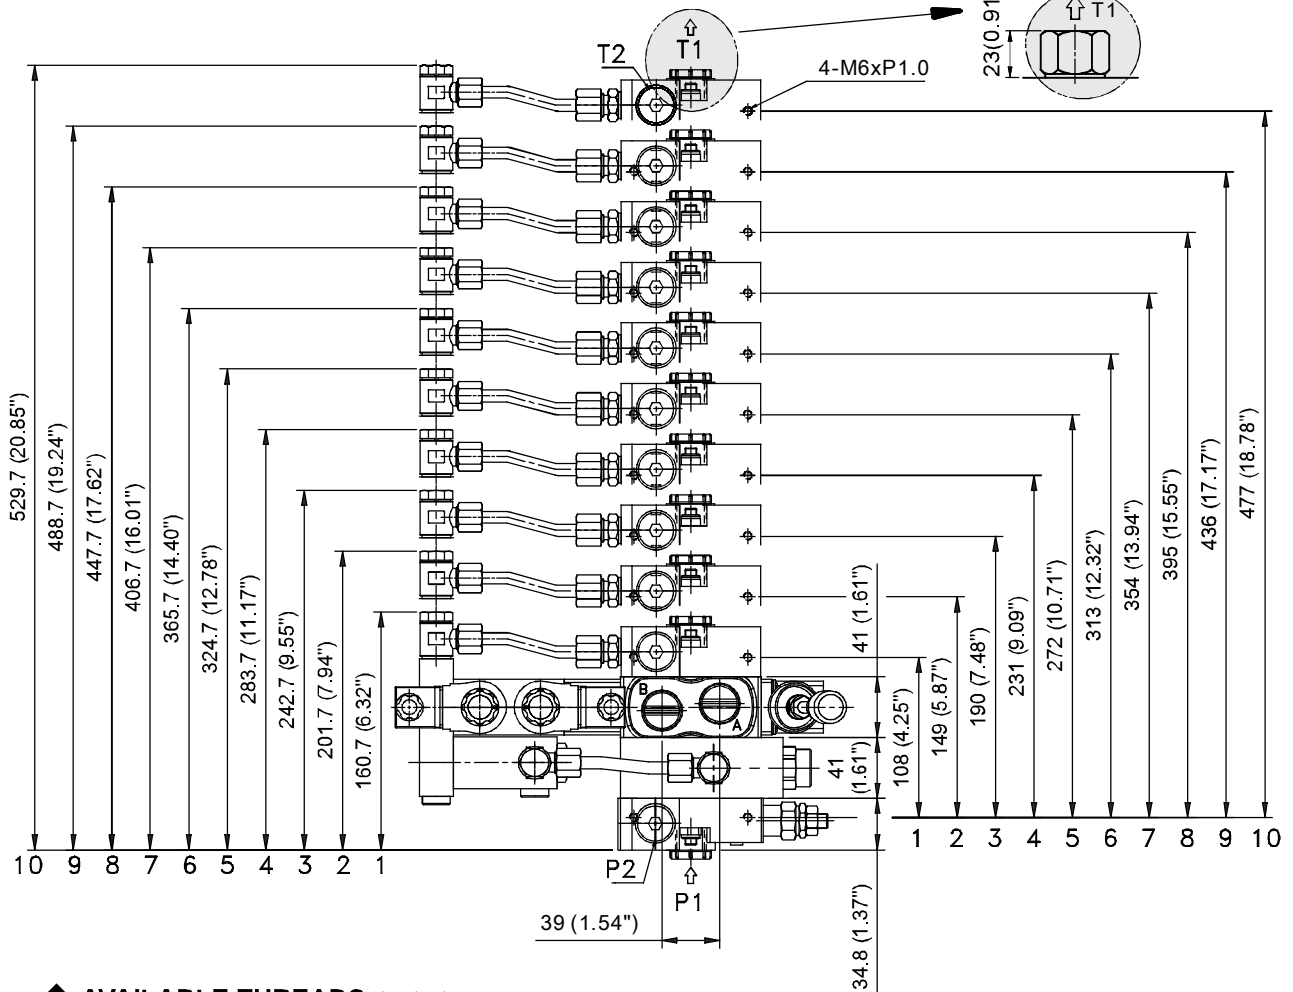 T1
T1
23(0.91
T2
4-M6xP1.0
529.7 (20.85")
488.7 (19.24")
447.7 (17.62")
406.7 (16.01")
365.7 (14.40")
324.7 (12.78")
283.7 (11.17")
242.7 (9.55")
201.7 (7.94")
160.7 (6.32")
B
A
41 (1.61")
41
(1.61")
108 (4.25")
149 (5.87")
190 (7.48")
231 (9.09")
272 (10.71")
313 (12.32")
354 (13.94")
395 (15.55")
436 (17.17")
477 (18.78")
10 9 8 7 6 5 4 3 2 1
1 2 3 4 5 6 7 8 9 10
P2
P1
39 (1.54")
34.8 (1.37")
AVAILABLE THREADS